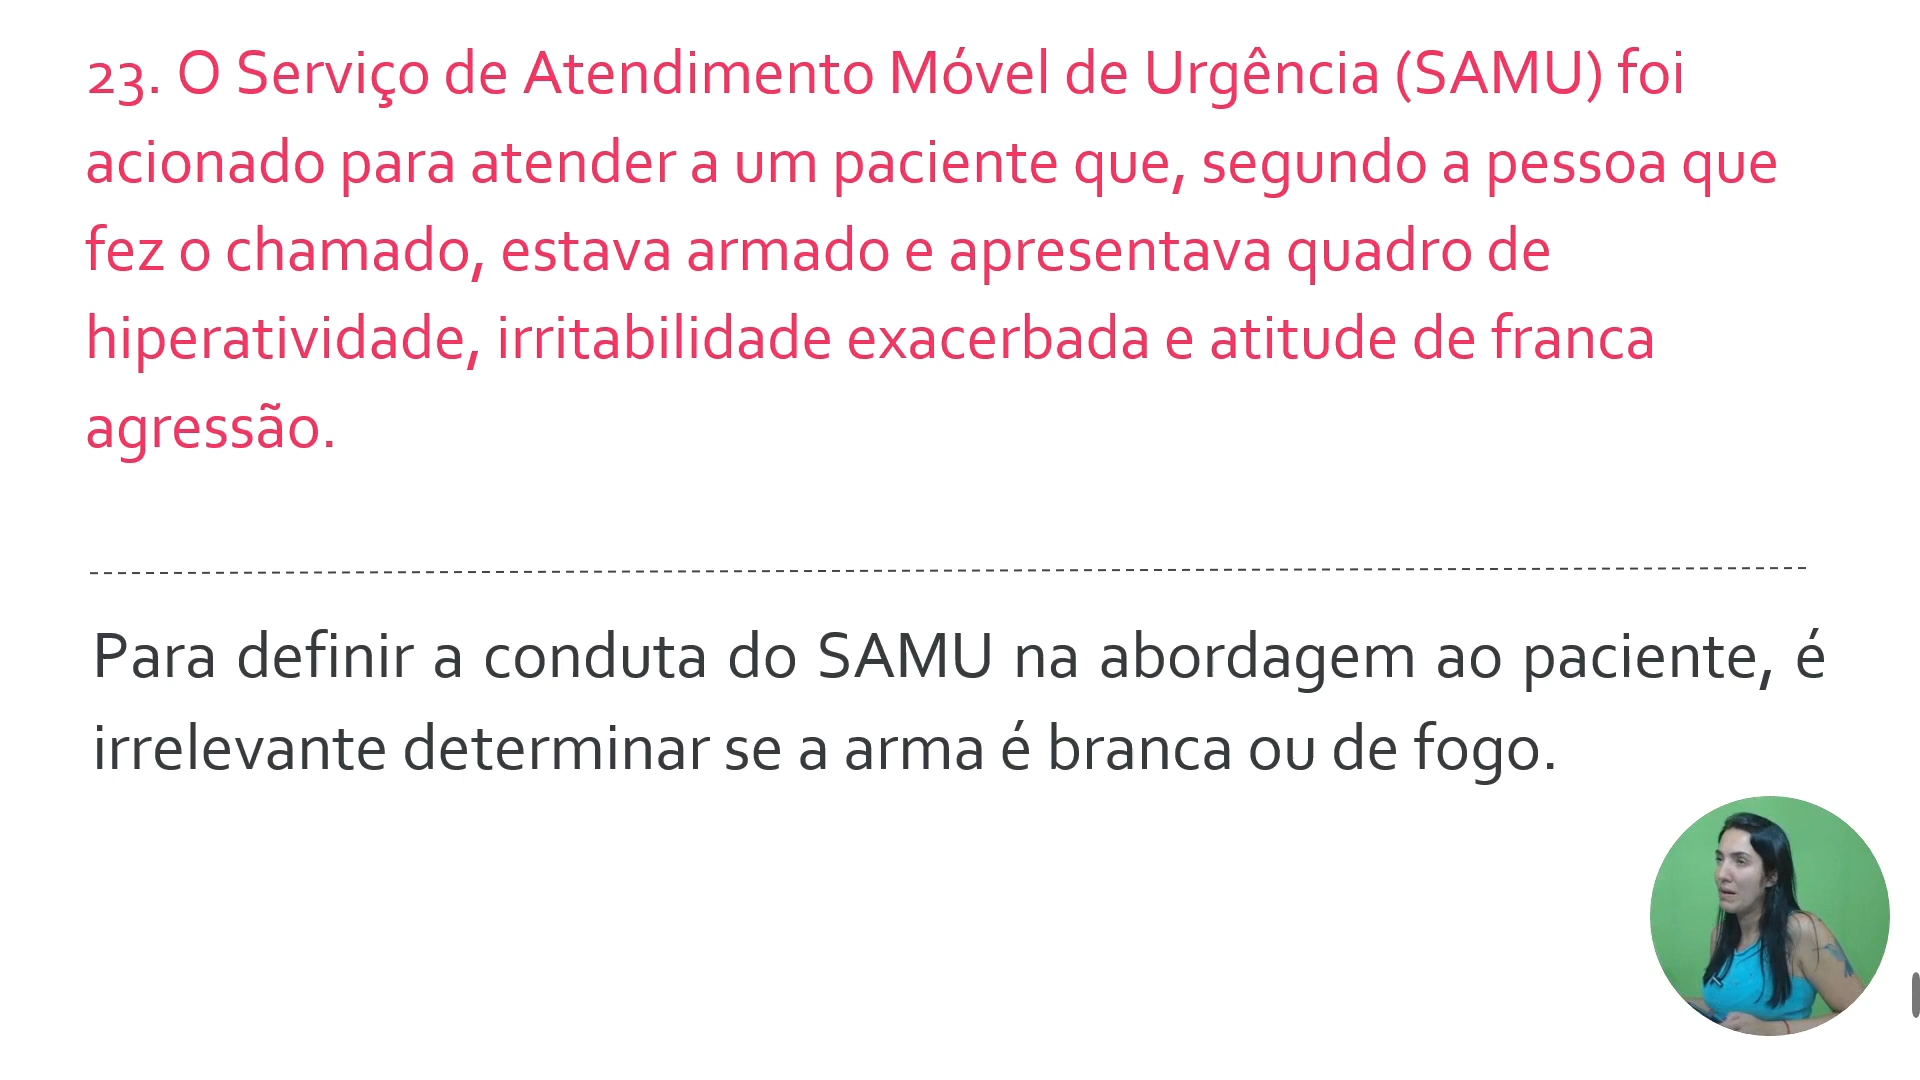 23. O Serviço de Atendimento Móvel de Urgência (SAMU) foi
acionado para atender a um paciente que, segundo a pessoa que
fez o chamado, estava armado e apresentava quadro de
hiperatividade, irritabilidade exacerbada e atitude de franca
agressão.
Para definir a conduta do SAMU na abordagem ao paciente, é
irrelevante determinar se a arma é branca ou de fogo.